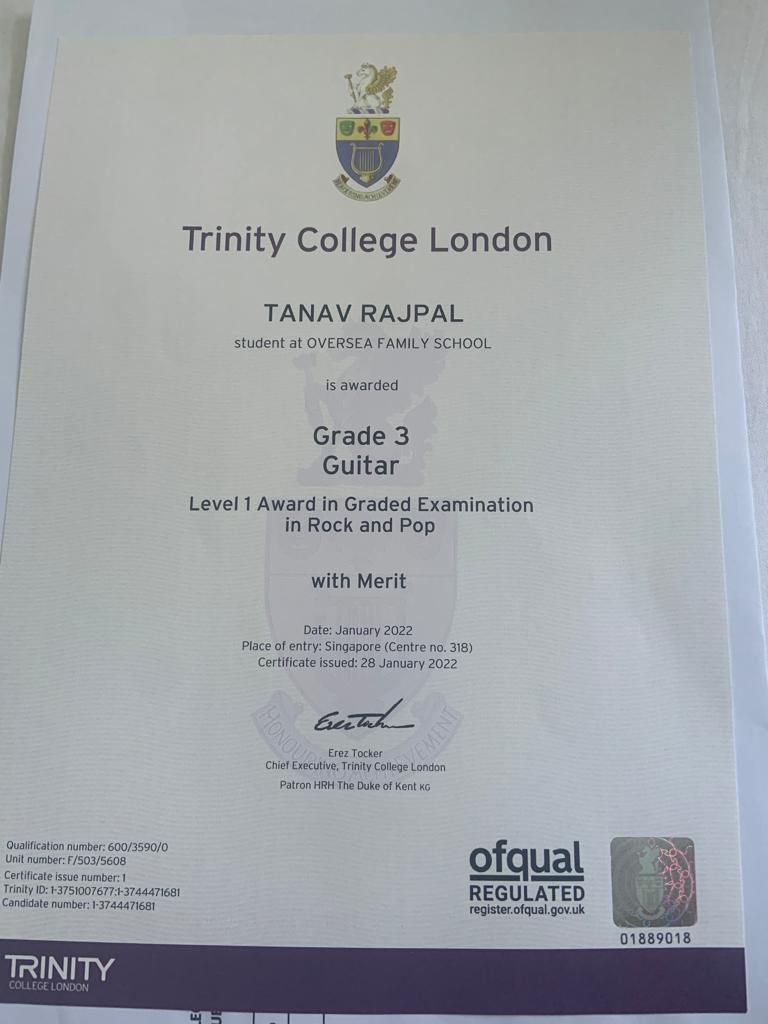 HONOURING ACHIEVEMENT
Trinity College London
TANAV RAJPAL
student at OVERSEA FAMILY SCHOOL
is awarded
Grade 3
Guitar
Level 1 Award in Graded Examination
in Rock and Pop
with Merit
Date: January 2022
Place of entry: Singapore (Centre no. 318)
Certificate issued: 28 January 2022
HONOURING ACHIEVEMENT
Erez Tocker
Chief Executive, Trinity College London
Patron HRH The Duke of Kent KG
Qualification number: 600/3590/0
Unit number: F/503/5608
Certificate issue number: 1
Trinity ID: 1-3751007677:1-3744471681
Candidate number: 1-3744471681
ofqual
REGULATED
register.ofqual.gov.uk
01889018
TRINITY
COLLEGE LONDON